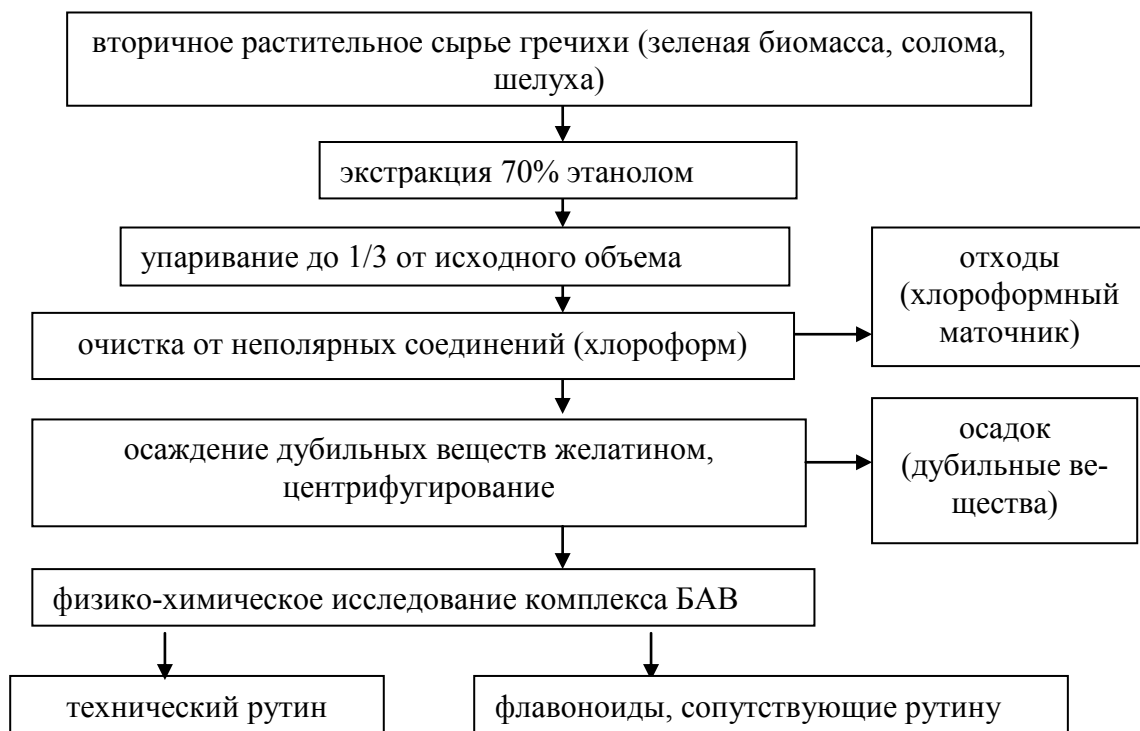 вторичное растительное сырье гречихи (зеленая биомасса, солома,
шелуха)
экстракция 70% этанолом
упаривание до 1/3 от исходного объема
отходы
(хлороформный
маточник)
очистка от неполярных соединений (хлороформ)
осаждение дубильных веществ желатином,
центрифугирование
осадок
(дубильные ве-
щества)
физико-химическое исследование комплекса БАВ
технический рутин
флавоноиды, сопутствующие рутину